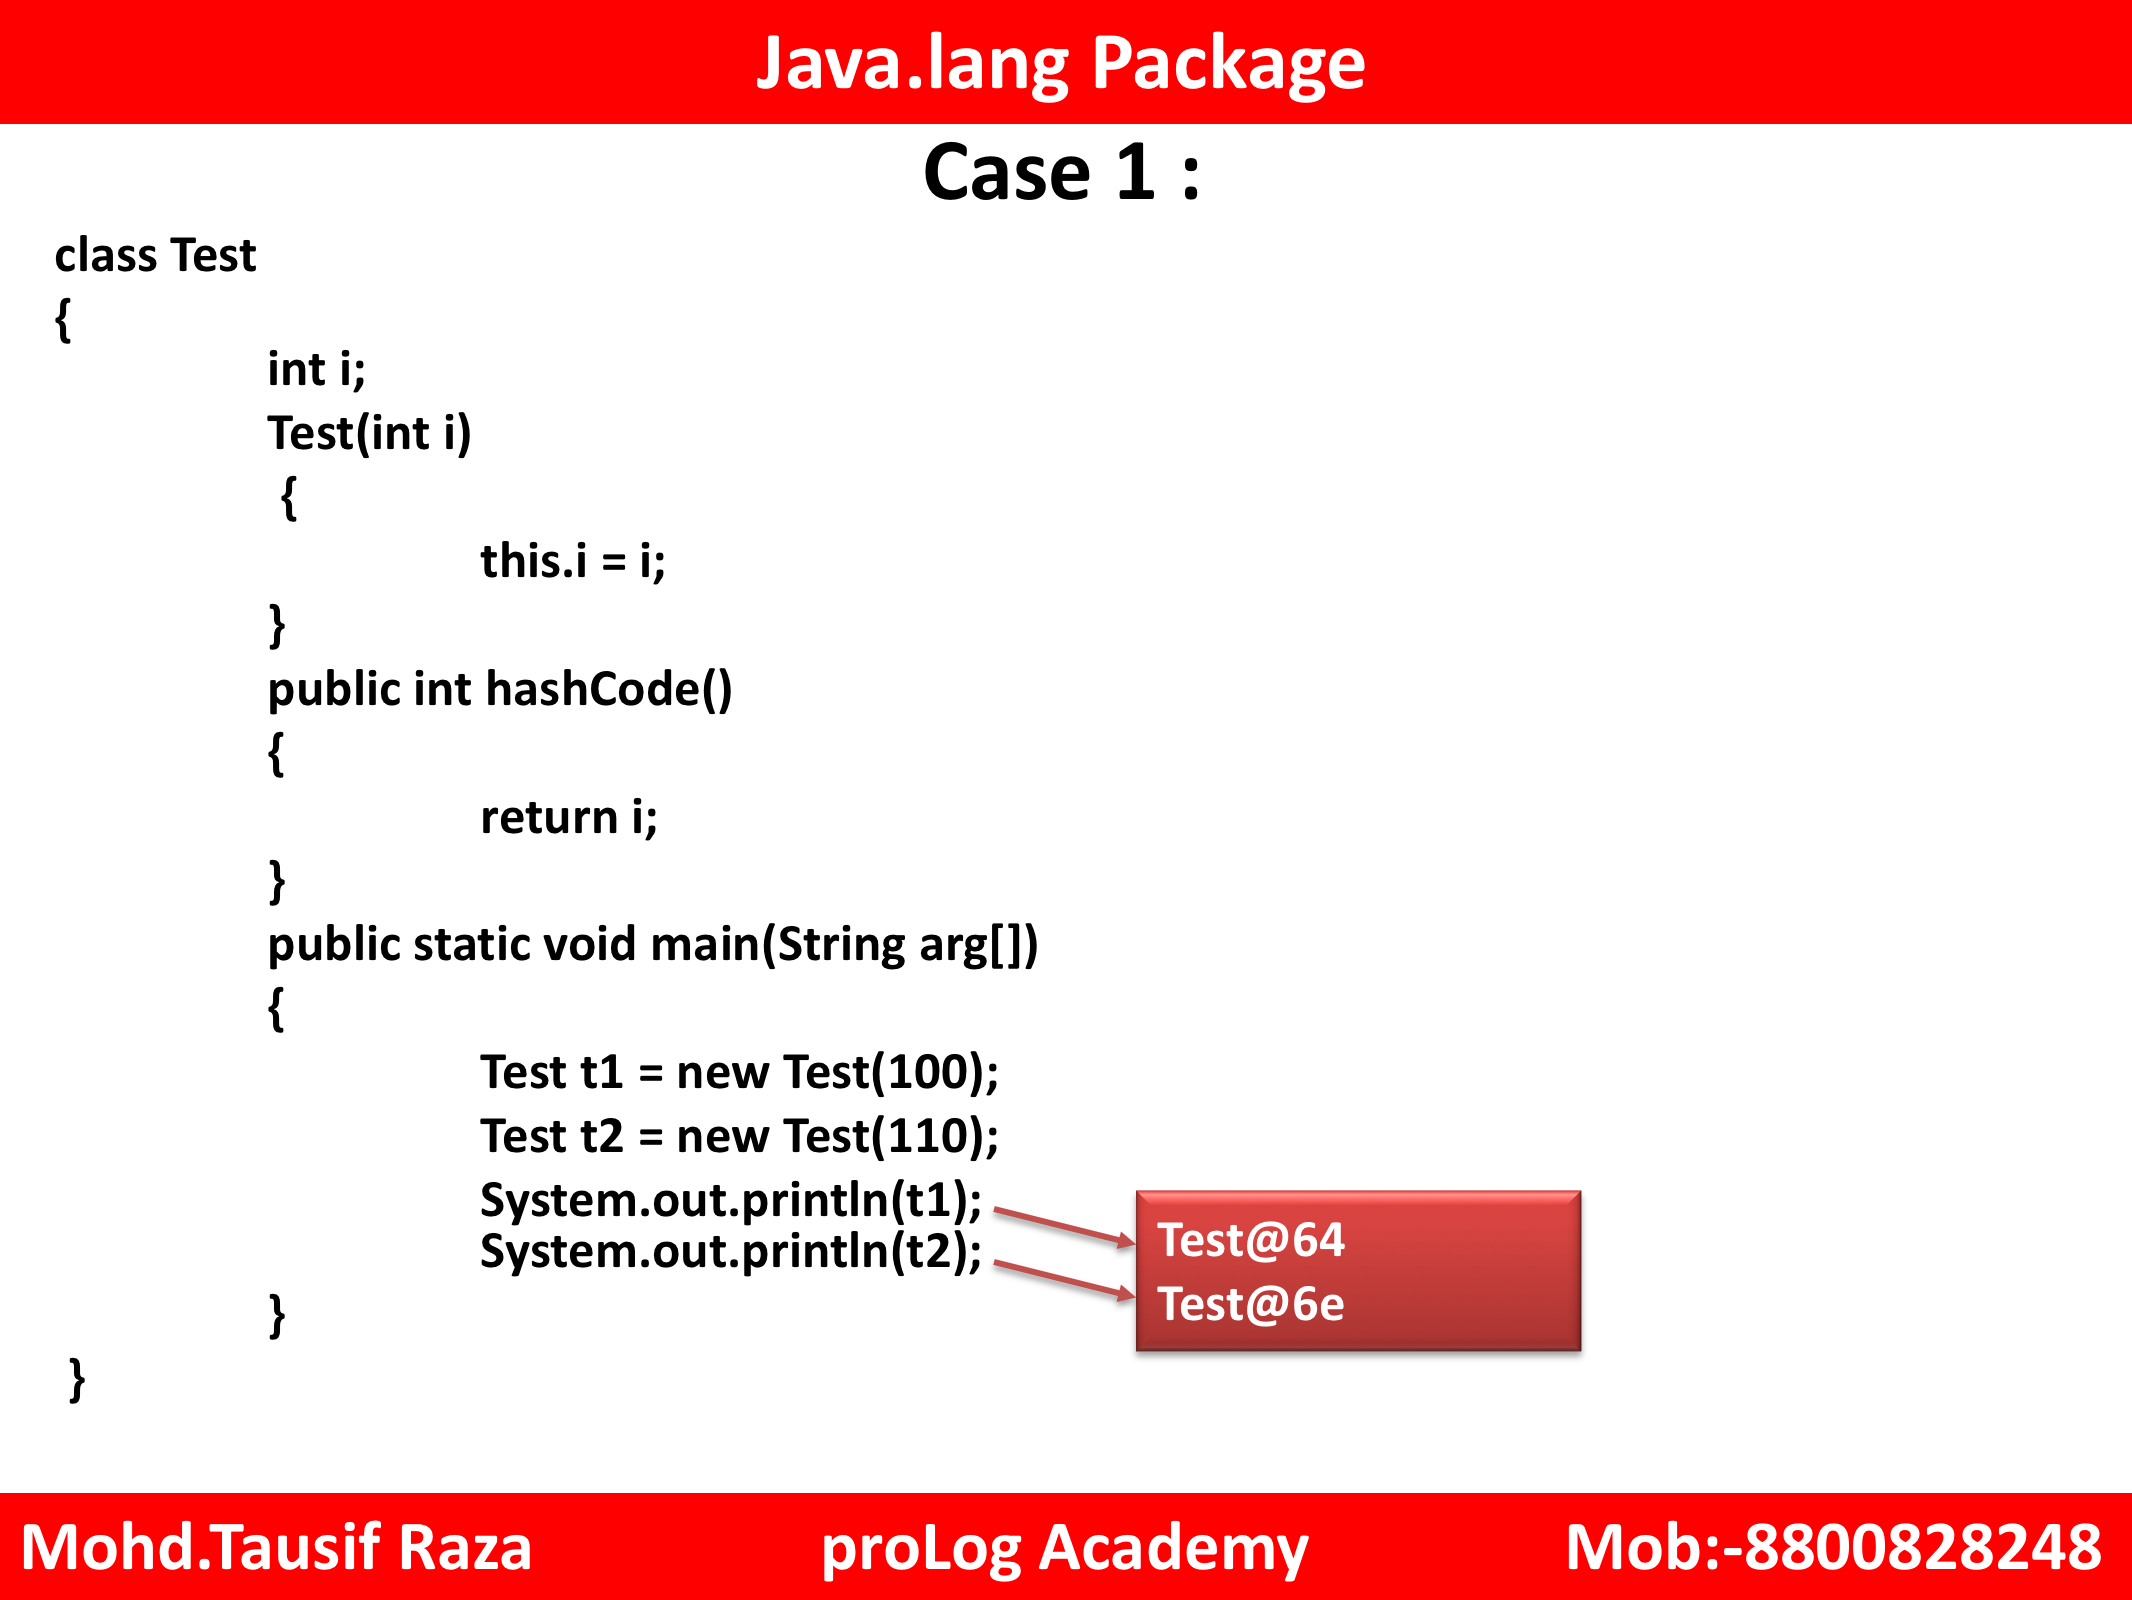 Java.lang Package
Case 1 :
class Test
{
int i;
Test(int i)
{
this.i = i;
}
public int hashCode()
{
return i;
}
public static void main(String arg[])
{
Test t1 = new Test(100);
Test t2 = new Test(110);
System.out.println(t1);
System.out.println(t2);
Test@64
Test@6e
}
}
Mohd.Tausif Raza proLog Academy Mob:-8800828248